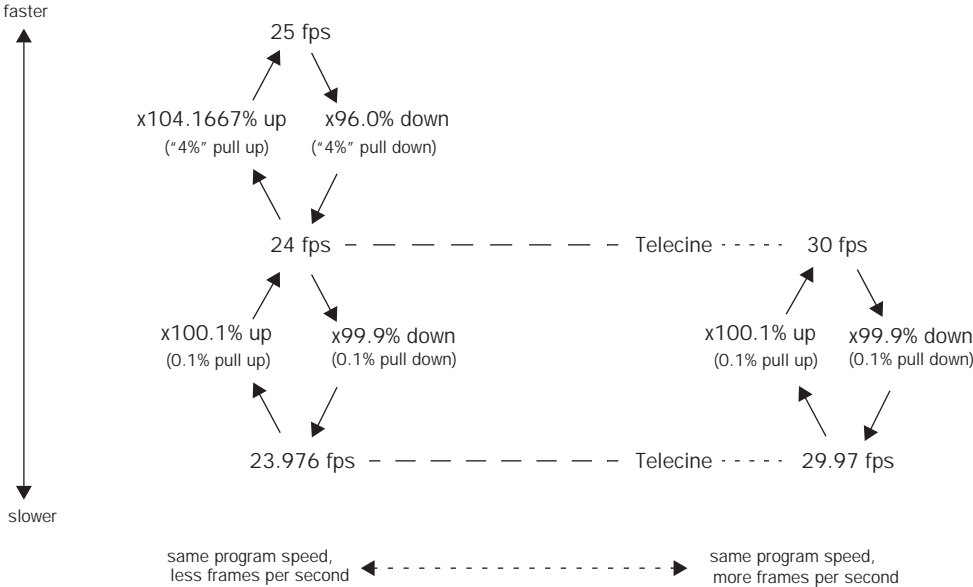 faster
25 fps
x104.1667% up x96.0% down
("4%" pull up) ("4%" pull down)
24 fps Telecine 30 fps
x100.1% up x99.9% down x100.1% up x99.9% down
(0.1% pull up) (0.1% pull down) (0.1% pull up) (0.1% pull down)
23.976 fps Telecine 29.97 fps
slower
same program speed, same program speed,
less frames per second more frames per second